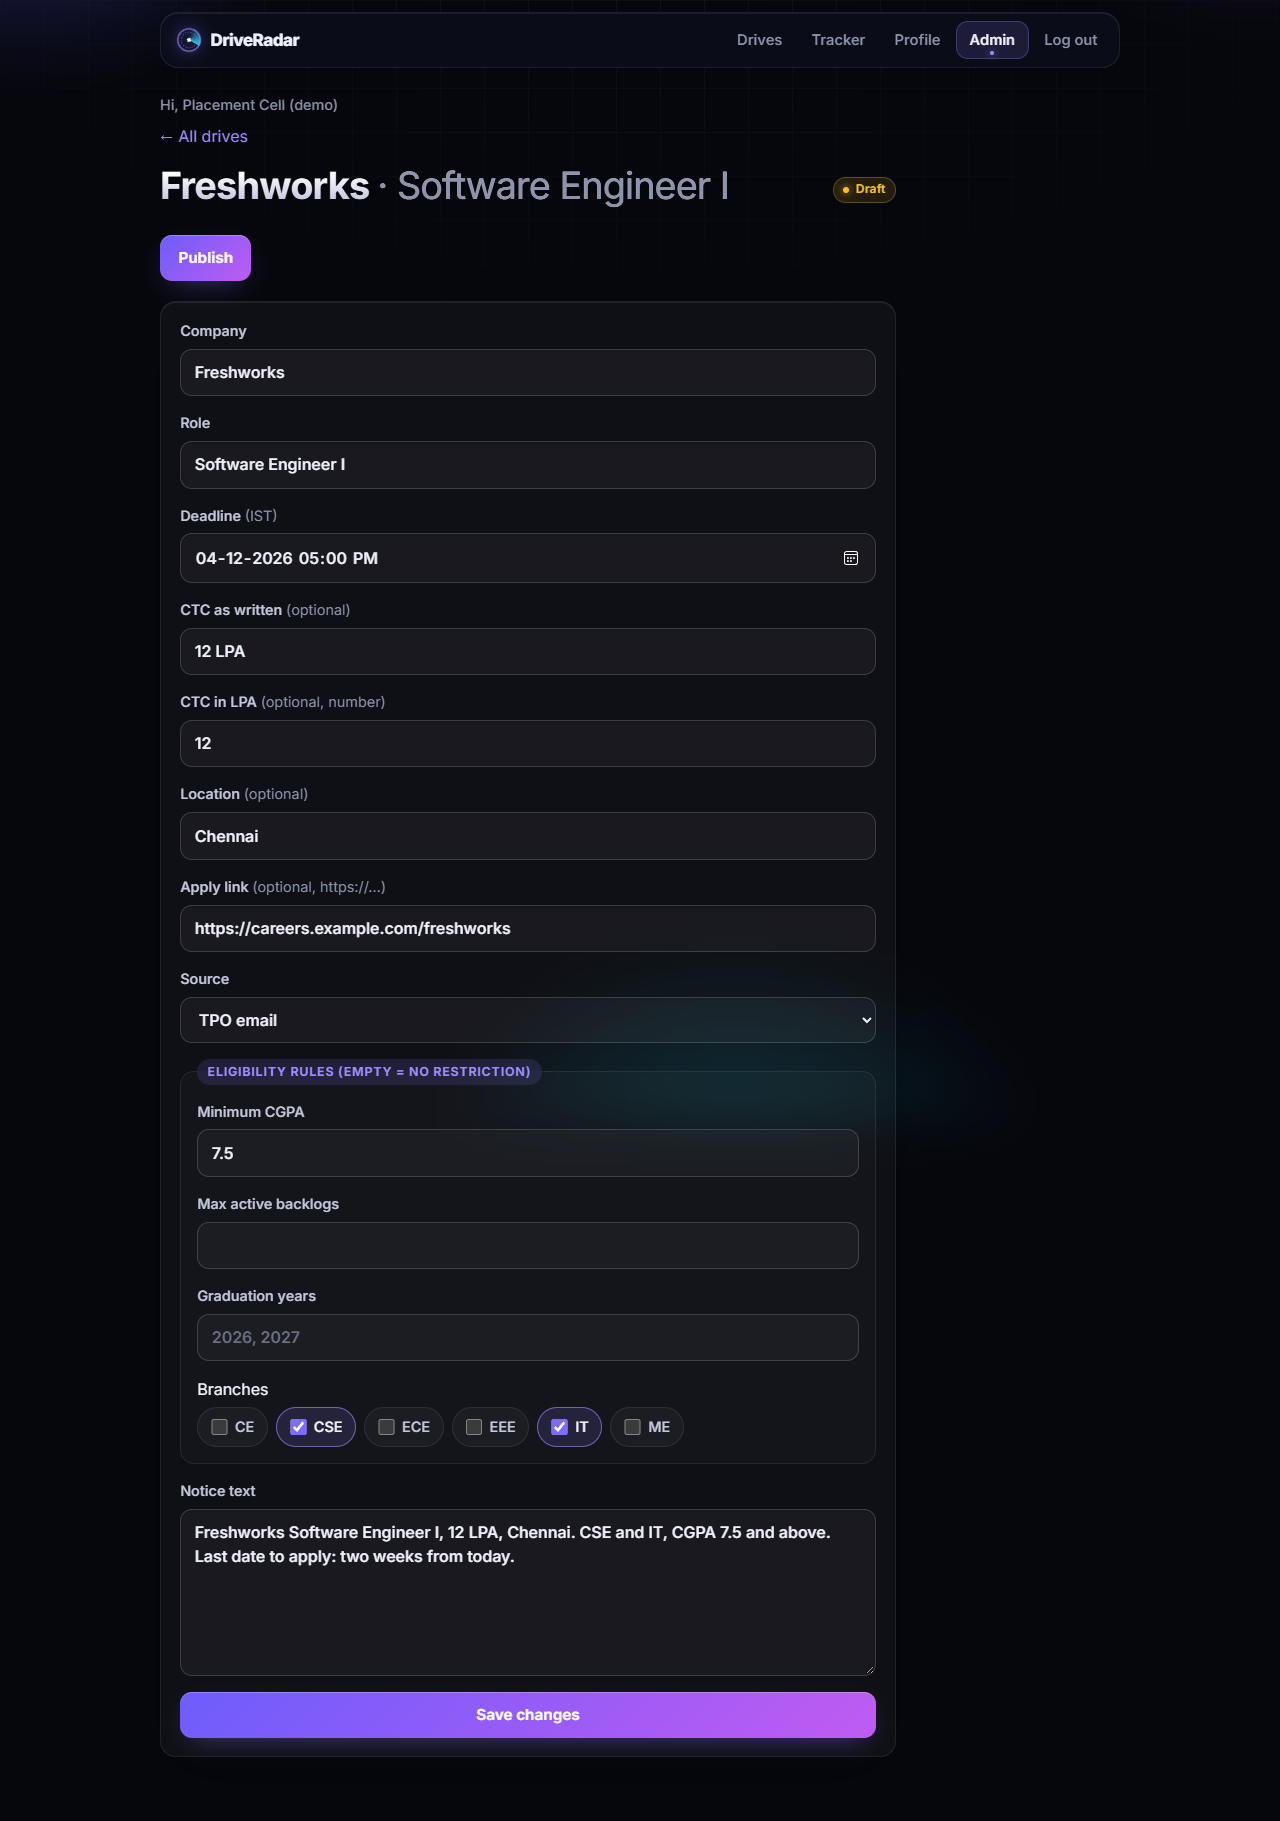 DriveRadar
Drives
Tracker
Profile
Admin
Log out
Hi, Placement Cell (demo)
← All drives
Freshworks · Software Engineer I
Draft
Publish
Company
Freshworks
Role
Software Engineer I
Deadline (IST)
04-12-2026 05:00 PM
CTC as written (optional)
12 LPA
CTC in LPA (optional, number)
12
Location (optional)
Chennai
Apply link (optional, https://...)
https://careers.example.com/freshworks
Source
TPO email
ELIGIBILITY RULES (EMPTY = NO RESTRICTION)
Minimum CGPA
7.5
Max active backlogs
Graduation years
2026, 2027
Branches
CE
CSE
ECE
EEE
IT
ME
Notice text
Freshworks Software Engineer I, 12 LPA, Chennai. CSE and IT, CGPA 7.5 and above.
Last date to apply: two weeks from today.
Save changes